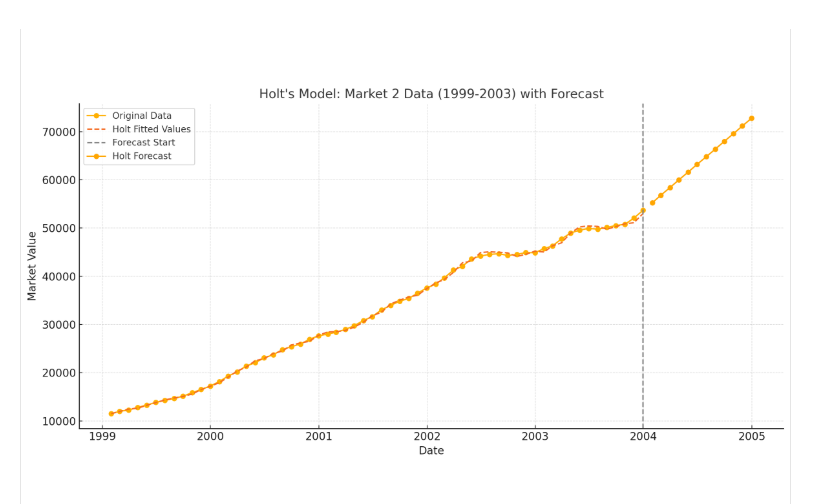 Holt's Model: Market 2 Data (1999-2003) with Forecast
Original Data
Holt Fitted Values
Forecast Start
Holt Forecast
Market Value
70000
60000
50000
40000
30000
20000
10000
1999 2000 2001 2002 2003 2004 2005
Date